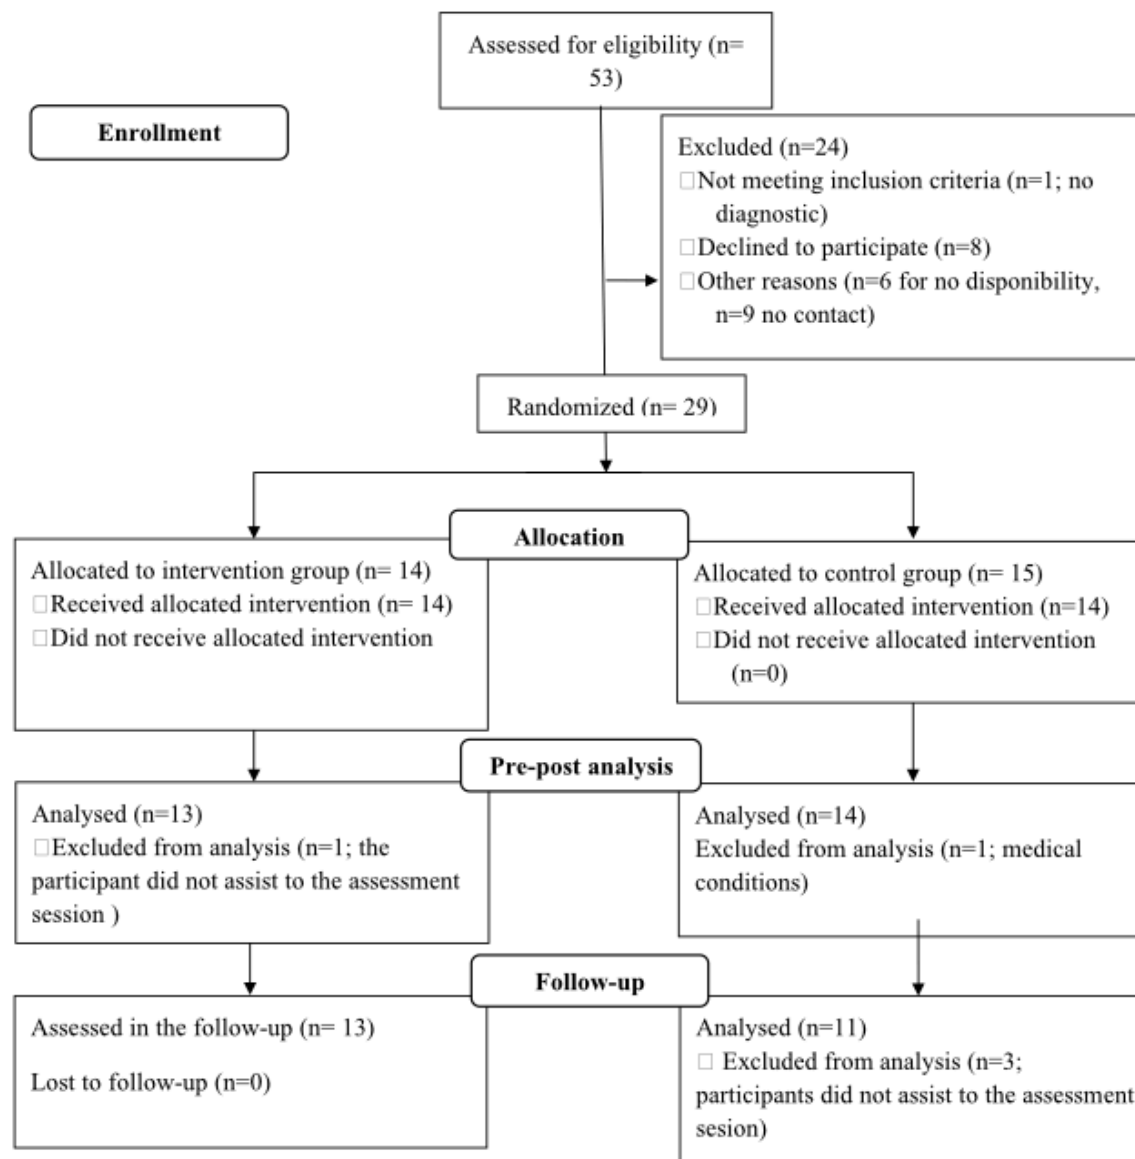 Assessed for eligibility (n=
53)
Enrollment
Excluded (n=24)
□Not meeting inclusion criteria (n=1; no
diagnostic)
□Declined to participate (n=8)
□Other reasons (n=6 for no disponibility,
n=9 no contact)
Randomized (n= 29)
Allocation
Allocated to intervention group (n= 14)
□Received allocated intervention (n= 14)
□Did not receive allocated intervention
Allocated to control group (n= 15)
□Received allocated intervention (n=14)
□Did not receive allocated intervention
(n=0)
Pre-post analysis
Analysed (n=13)
□Excluded from analysis (n=1; the
participant did not assist to the assessment
session )
Analysed (n=14)
Excluded from analysis (n=1; medical
conditions)
Follow-up
Assessed in the follow-up (n= 13)
Lost to follow-up (n=0)
Analysed (n=11)
□ Excluded from analysis (n=3;
participants did not assist to the assessment
sesion)